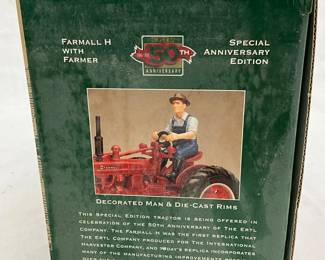 FARMALL H
WITH
FARMER
50TH
ANNIVERSARY
SPECIAL
ANNIVERSARY
EDITION
DECORATED MAN & DIE-CAST RIMS
THIS SPECIAL EDITION TRACTOR IS BEING OFFERED IN
CELEBRATION OF THE 50TH ANNIVERSARY OF THE ERTL
COMPANY. THE FARMALL H WAS THE FIRST REPLICA THAT
THE ERTL COMPANY PRODUCED FOR THE INTERNATIONAL
HARVESTER COMPANY, AND TODAY'S REPLICA INCORPORATES
MANY OF THE MANUFACTURING IMPROVEMENTS MADE